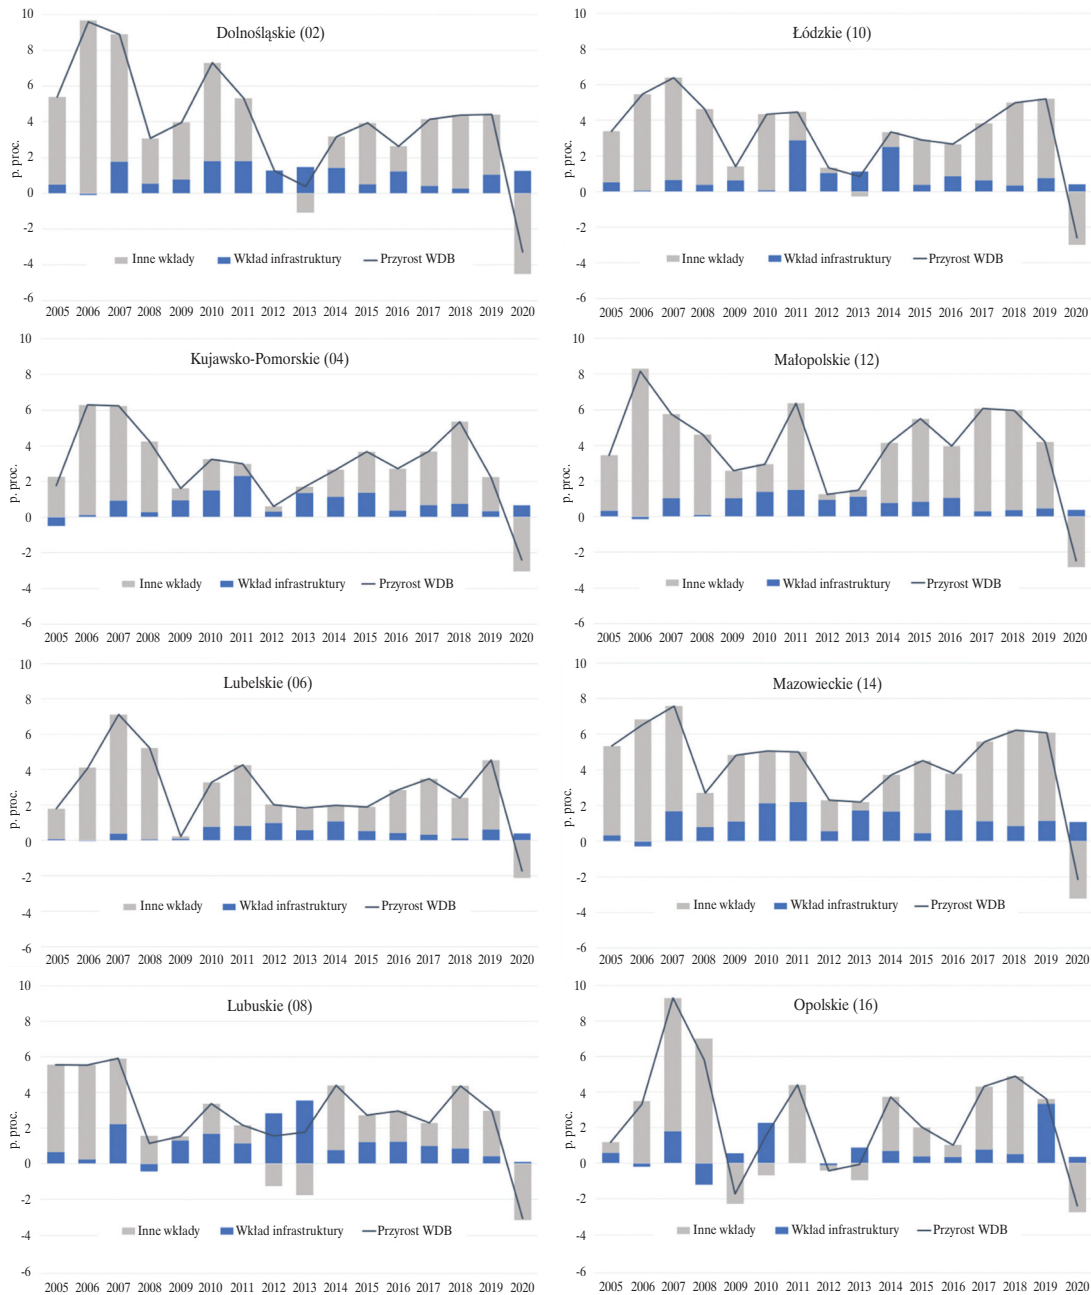 Dolnośląskie (02)
10
8
6
4
2
0
-2
-4
-6
p. proc.
Inne wkłady Wkład infrastruktury Przyrost WDB
2005 2006 2007 2008 2009 2010 2011 2012 2013 2014 2015 2016 2017 2018 2019 2020
Łódzkie (10)
10
8
6
4
2
0
-2
-4
-6
p. proc.
Inne wkłady Wkład infrastruktury Przyrost WDB
2005 2006 2007 2008 2009 2010 2011 2012 2013 2014 2015 2016 2017 2018 2019 2020
Kujawsko-Pomorskie (04)
10
8
6
4
2
0
-2
-4
-6
p. proc.
Inne wkłady Wkład infrastruktury Przyrost WDB
2005 2006 2007 2008 2009 2010 2011 2012 2013 2014 2015 2016 2017 2018 2019 2020
Małopolskie (12)
10
8
6
4
2
0
-2
-4
-6
p. proc.
Inne wkłady Wkład infrastruktury Przyrost WDB
2005 2006 2007 2008 2009 2010 2011 2012 2013 2014 2015 2016 2017 2018 2019 2020
Lubelskie (06)
10
8
6
4
2
0
-2
-4
-6
p. proc.
Inne wkłady Wkład infrastruktury Przyrost WDB
2005 2006 2007 2008 2009 2010 2011 2012 2013 2014 2015 2016 2017 2018 2019 2020
Mazowieckie (14)
10
8
6
4
2
0
-2
-4
-6
p. proc.
Inne wkłady Wkład infrastruktury Przyrost WDB
2005 2006 2007 2008 2009 2010 2011 2012 2013 2014 2015 2016 2017 2018 2019 2020
Lubuskie (08)
10
8
6
4
2
0
-2
-4
-6
p. proc.
Inne wkłady Wkład infrastruktury Przyrost WDB
2005 2006 2007 2008 2009 2010 2011 2012 2013 2014 2015 2016 2017 2018 2019 2020
Opolskie (16)
10
8
6
4
2
0
-2
-4
-6
p. proc.
Inne wkłady Wkład infrastruktury Przyrost WDB
2005 2006 2007 2008 2009 2010 2011 2012 2013 2014 2015 2016 2017 2018 2019 2020